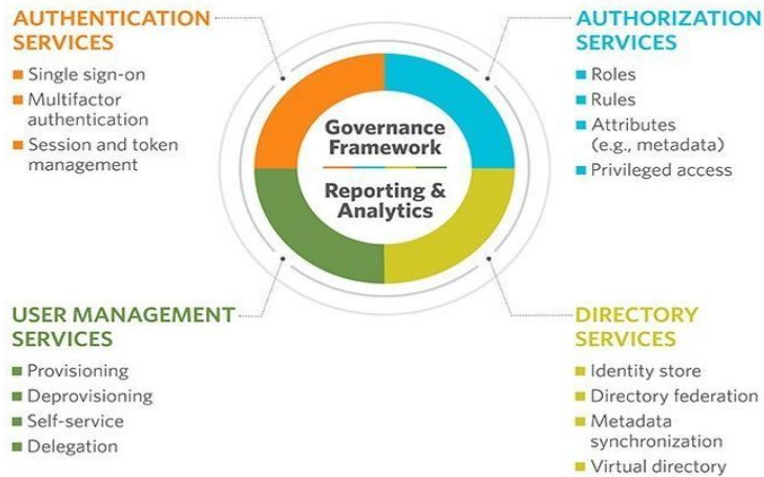 AUTHENTICATION
SERVICES
Single sign-on
Multifactor
authentication
Session and token
management
AUTHORIZATION
SERVICES
Roles
Rules
Attributes
(e.g., metadata)
Privileged access
Governance
Framework
Reporting &
Analytics
USER MANAGEMENT
SERVICES
Provisioning
Deprovisioning
Self-service
Delegation
DIRECTORY
SERVICES
Identity store
Directory federation
Metadata
synchronization
Virtual directory